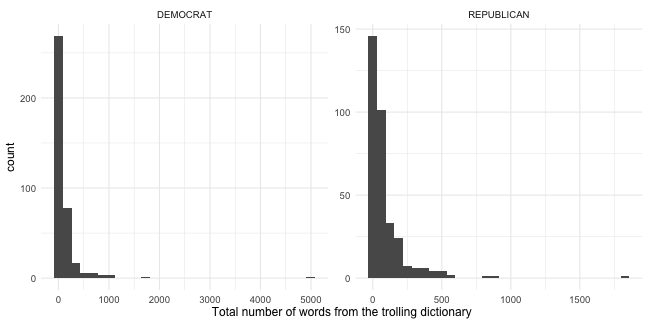 DEMOCRAT
REPUBLICAN
count
0
100
200
0
50
100
150
0 1000 2000 3000 4000 5000
0 500 1000 1500
Total number of words from the trolling dictionary